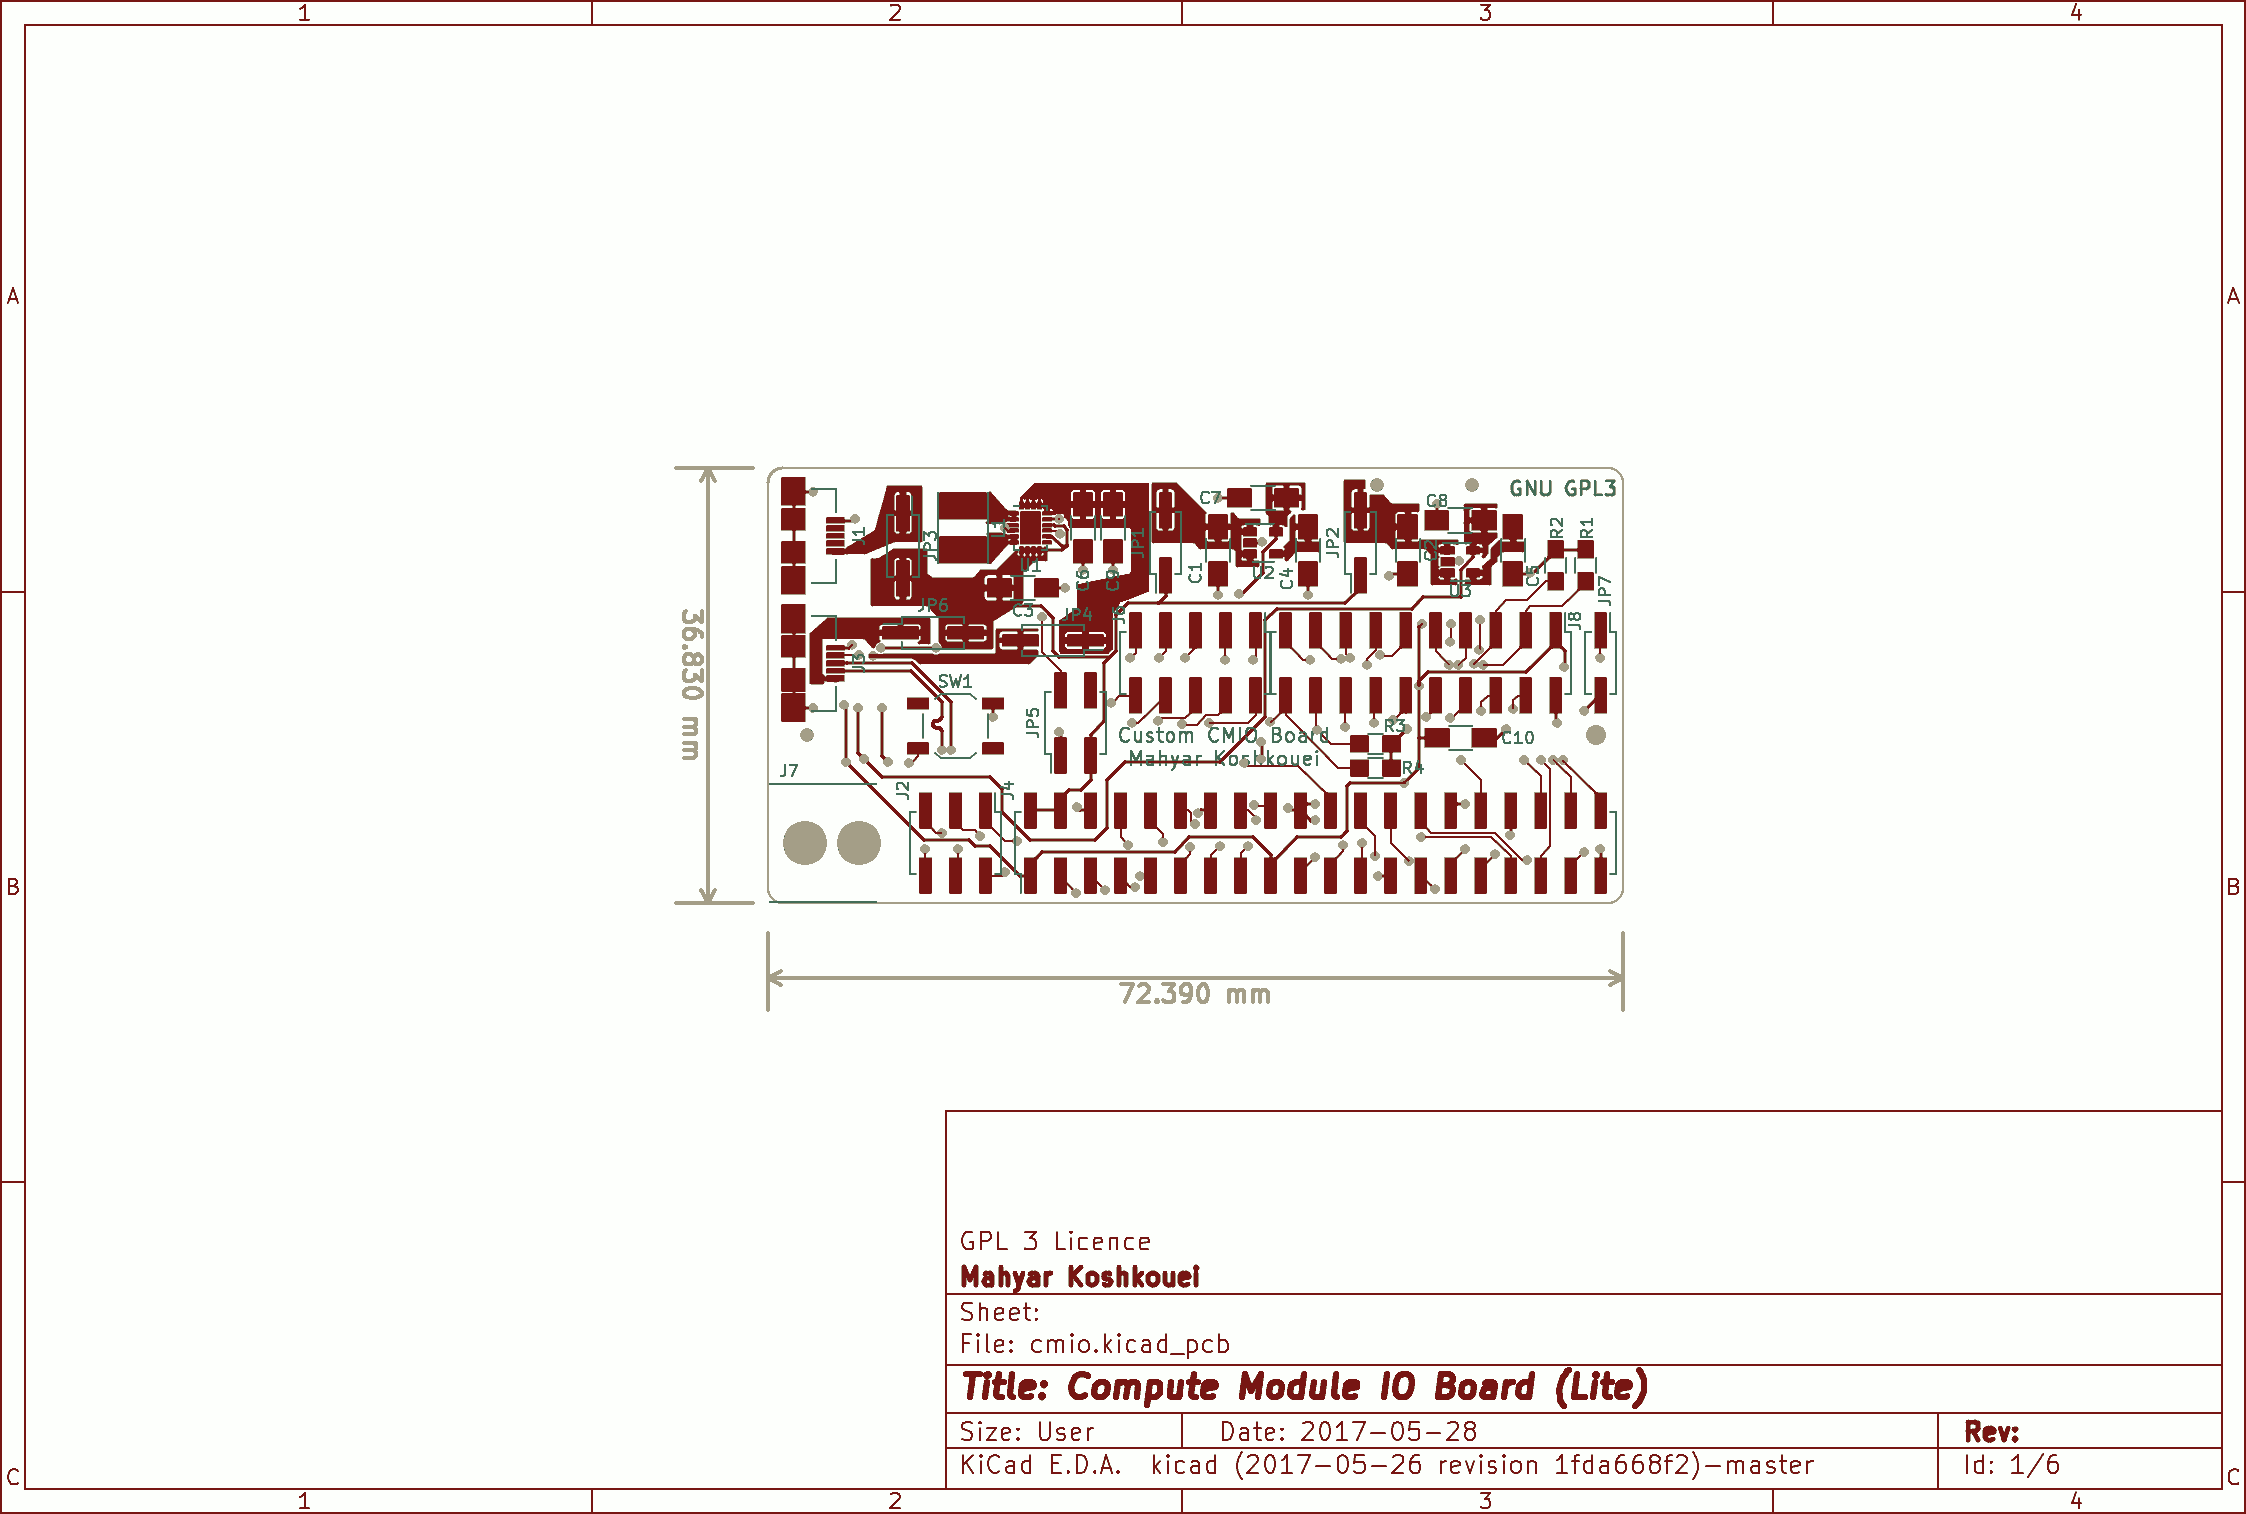 1 2 3 4
A A
GNU GPL3
C7 C8 R2 R1
J1 JP3 L1 JP1 JP2 C2
U1 C6 C9 C1 U2 C4 U3 C5 JP7
JP6 C3 JP4 J6 J8
36.830 mm
J3
SW1
JP5 R3
Custom CMIO Board C10
Mahyar Koshkouei
J7 R4
J2 J4
B B
72.390 mm
GPL 3 Licence
Mahyar Koshkouei
Sheet:
File: cmio.kicad_pcb
Title: Compute Module IO Board (Lite)
Size: User Date: 2017-05-28 Rev:
KiCad E.D.A. kicad (2017-05-26 revision 1fda668f2)-master Id: 1/6
C C
1 2 3 4